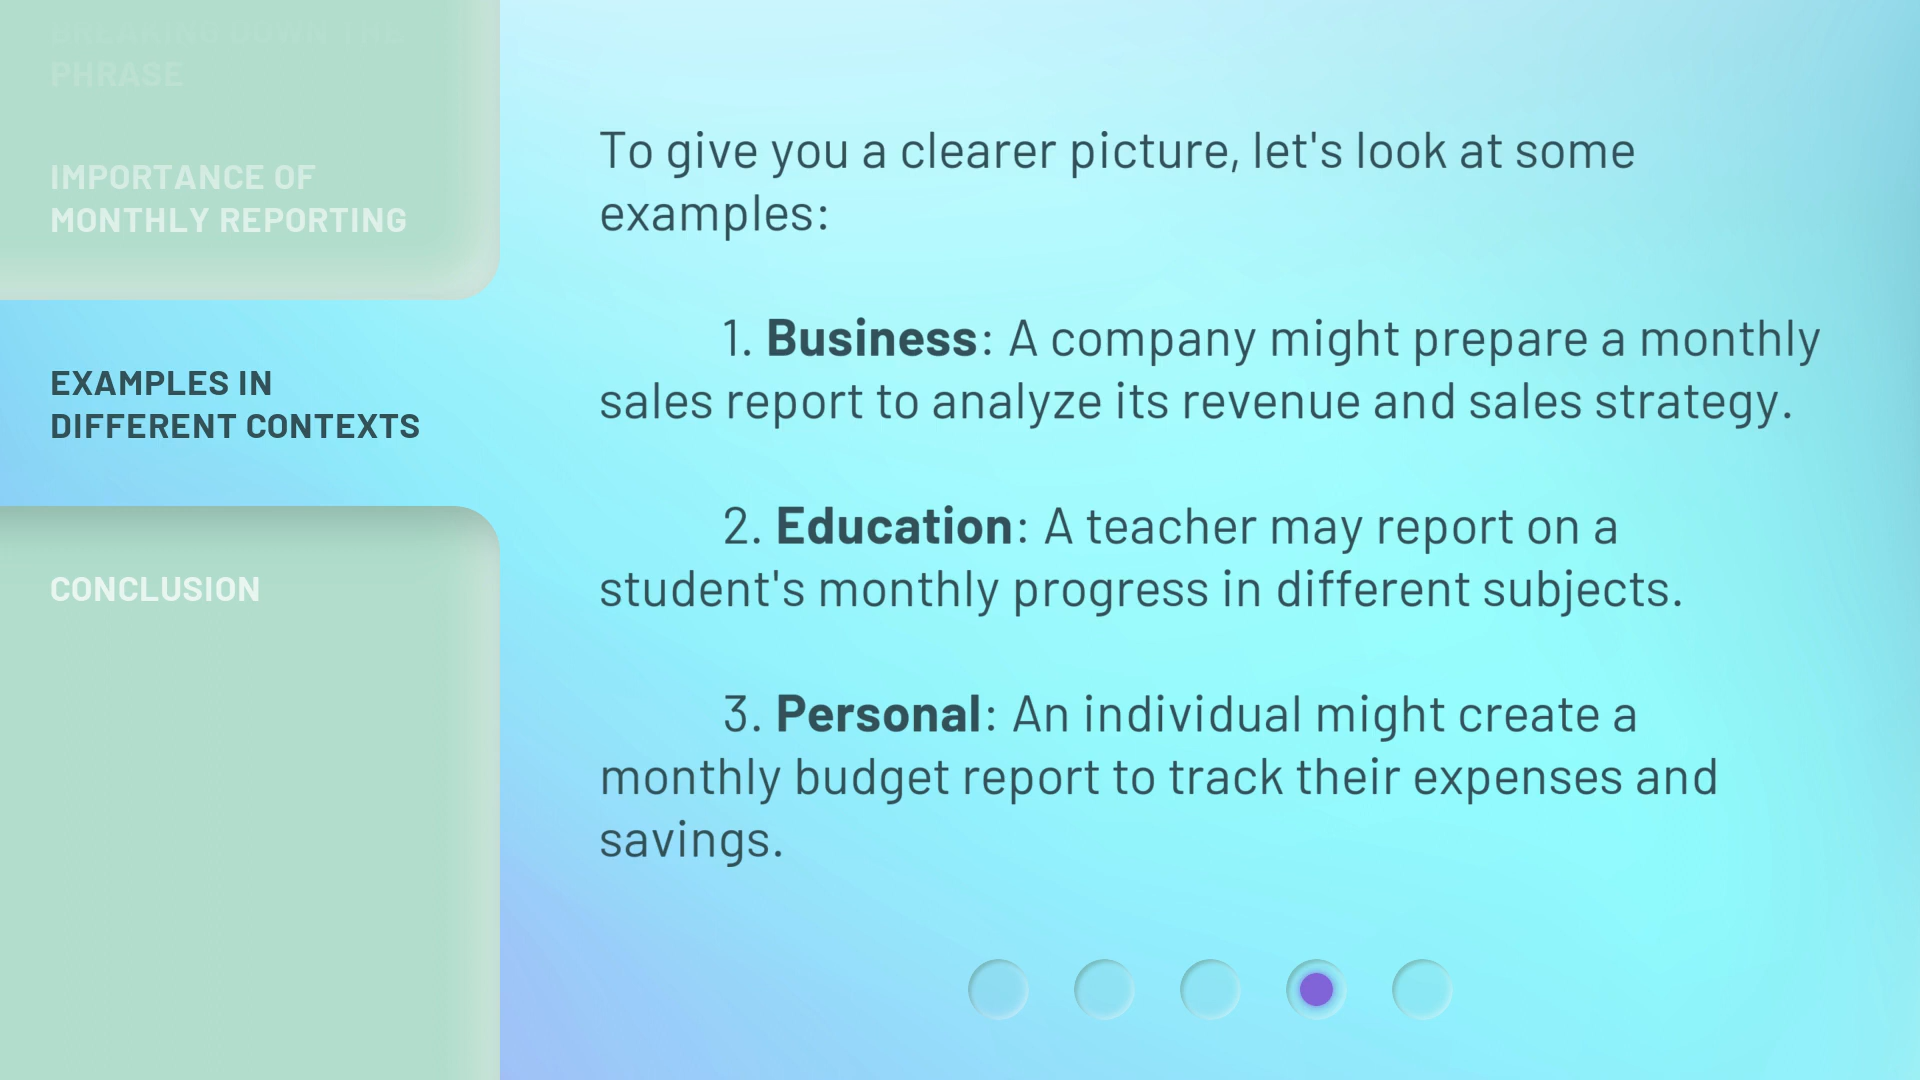 BREAKING DOWN THE
PHRASE
IMPORTANCE OF
MONTHLY REPORTING
EXAMPLES IN
DIFFERENT CONTEXTS
CONCLUSION
To give you a clearer picture, let's look at some
examples:
1. Business: A company might prepare a monthly
sales report to analyze its revenue and sales strategy.
2. Education: A teacher may report on a
student's monthly progress in different subjects.
3. Personal: An individual might create a
monthly budget report to track their expenses and
savings.